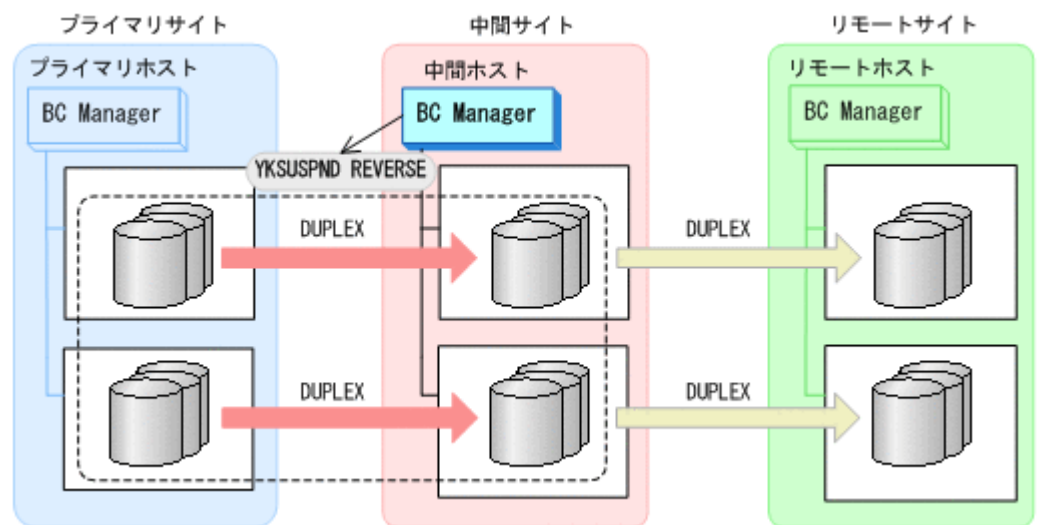 プライマリサイト
中間サイト
リモートサイト
プライマリホスト
中間ホスト
リモートホスト
BC Manager
BC Manager
BC Manager
YKSUSPND REVERSE
DUPLEX
DUPLEX
DUPLEX
DUPLEX